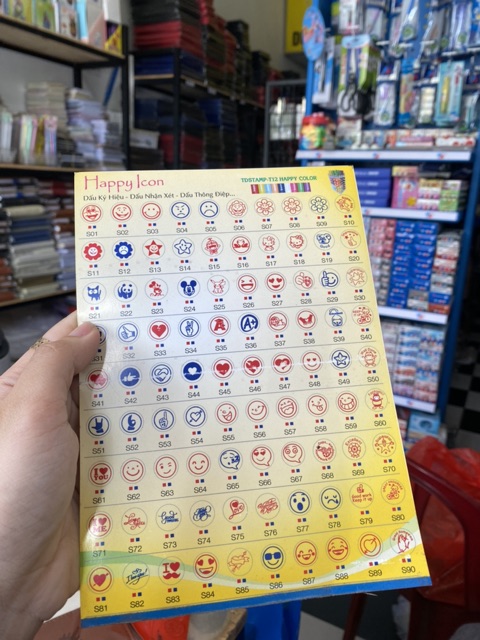 Happy Icon
TDSTAMP-T12 HAPPY COLOR
Dấu Ký Hiệu - Dấu Nhận Xét - Dấu Thông Điệp...
S01 S02 S03 S04 S05 S06 S07 S08 S09 S10
S11 S12 S13 S14 S15 S16 S17 S18 S19 S20
S21 S22 S23 S24 S25 S26 S27 S28 S29 S30
A A+
S31 S32 S33 S34 S35 S36 S37 S38 S39 S40
S41 S42 S43 S44 S45 S46 S47 S48 S49 S50
S51 S52 S53 S54 S55 S56 S57 S58 S59 S60
I YOU
S61 S62 S63 S64 S65 S66 S67 S68 S69 S70
ME
S71 S72 S73 S74 S75 S76 S77 S78 S79 S80
I
S81 S82 S83 S84 S85 S86 S87 S88 S89 S90